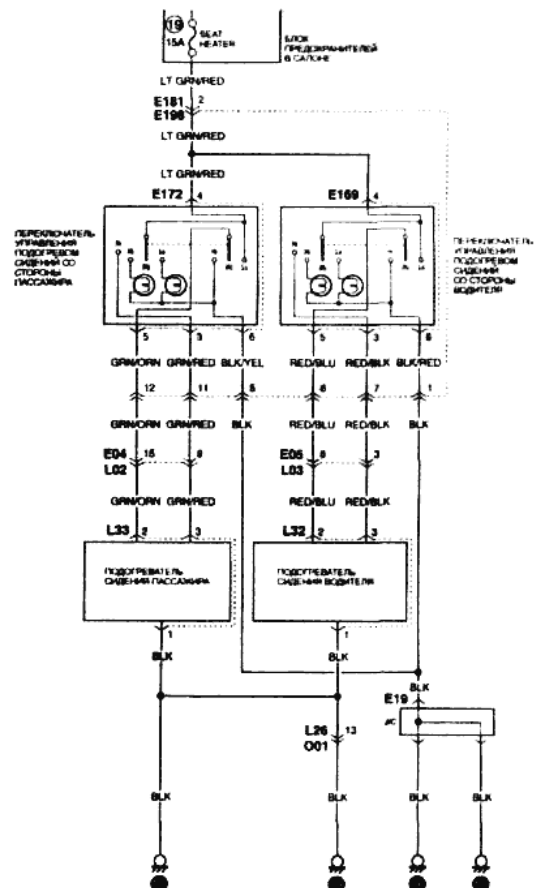 19
15A
SEAT
HEATER
БЛОК
ПРЕДОХРАНИТЕЛЕЙ
В САЛОНЕ
LT GRN/RED
E181 2
E196
LT GRN/RED
LT GRN/RED
E172 4
E169 4
ПЕРЕКЛЮЧАТЕЛЬ
УПРАВЛЕНИЯ
ПОДОГРЕВОМ
СИДЕНИЙ СО
СТОРОНЫ
ПАССАЖИРА
ПЕРЕКЛЮЧАТЕЛЬ
УПРАВЛЕНИЯ
ПОДОГРЕВОМ
СИДЕНИЙ
СО СТОРОНЫ
ВОДИТЕЛЯ
5 3 6 5 3 6
GRN/ORN GRN/RED BLK/YEL RED/BLU RED/BLK BLK/RED
12 11 5 6 7 1
GRN/ORN GRN/RED BLK RED/BLU RED/BLK BLK
E04 15 9 E05 8 3
L02 L03
GRN/ORN GRN/RED RED/BLU RED/BLK
L33 2 3 L32 2 3
ПОДОГРЕВАТЕЛЬ
СИДЕНИЯ ПАССАЖИРА
ПОДОГРЕВАТЕЛЬ
СИДЕНИЯ ВОДИТЕЛЯ
1 1
BLK BLK
BLK
E19
J/C
L26 13
O01
BLK BLK BLK BLK